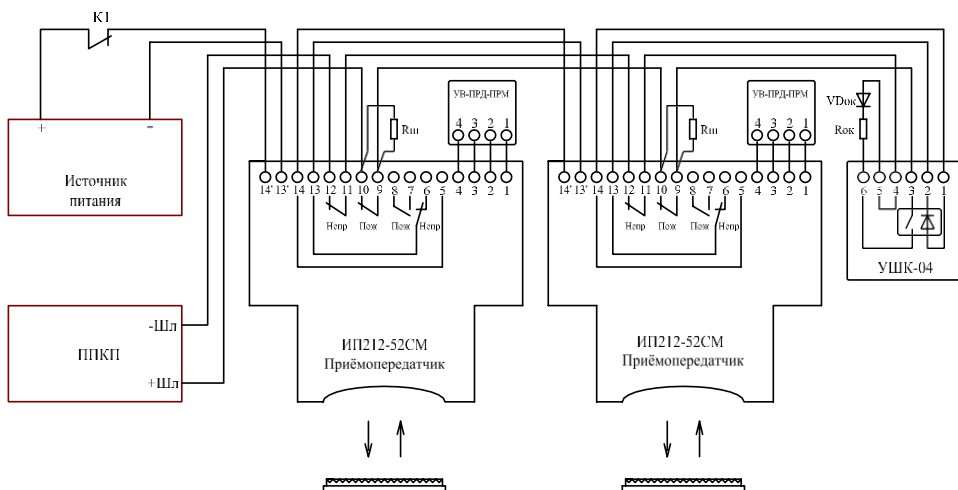 К1
УВ-ПРД-ПРМ
4 3 2 1
Rш
УВ-ПРД-ПРМ
4 3 2 1
Rш
VDок
Rок
+ -
Источник
питания
14' 13' 14 13 12 11 10 9 8 7 6 5 4 3 2 1
Непр Пож Пож Непр
14' 13' 14 13 12 11 10 9 8 7 6 5 4 3 2 1
Непр Пож Пож Непр
6 5 4 3 2 1
УШК-04
ППКП
-Шл
+Шл
ИП212-52СМ
Приёмопередатчик
ИП212-52СМ
Приёмопередатчик